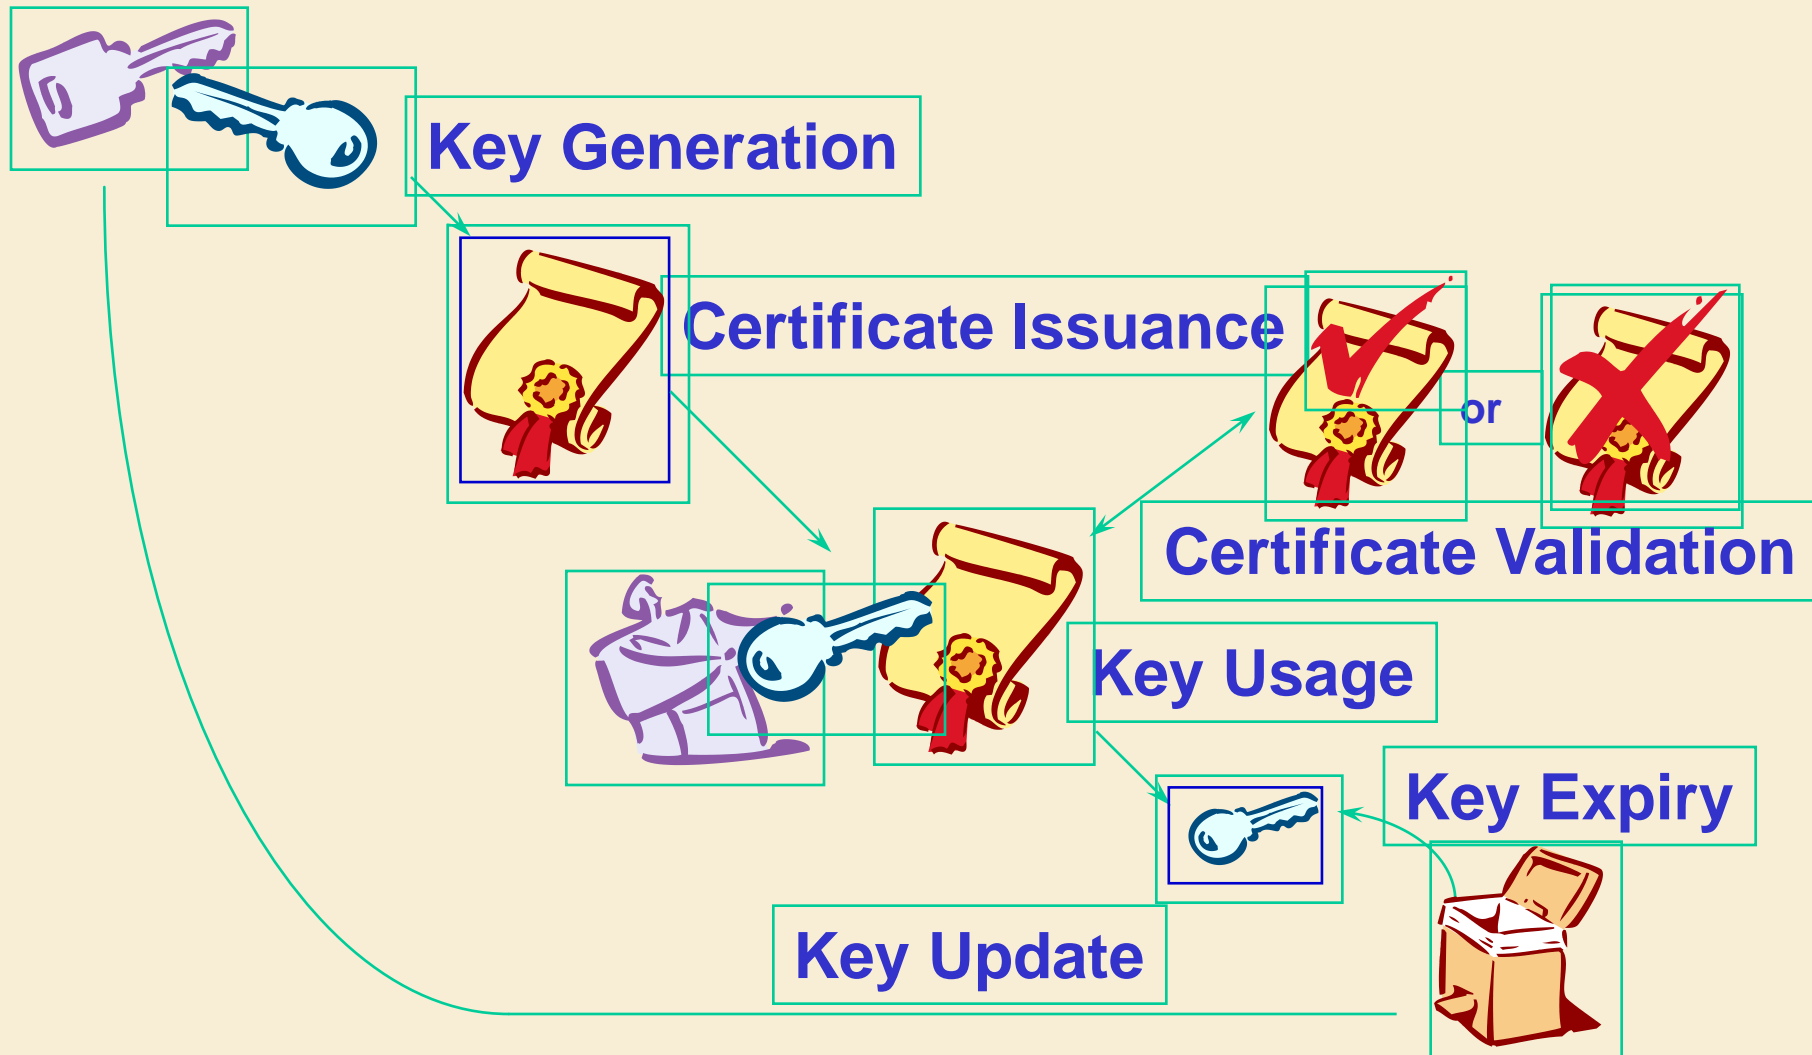 Key Generation
Certificate Issuance
or
Certificate Validation
Key Usage
Key Expiry
Key Update